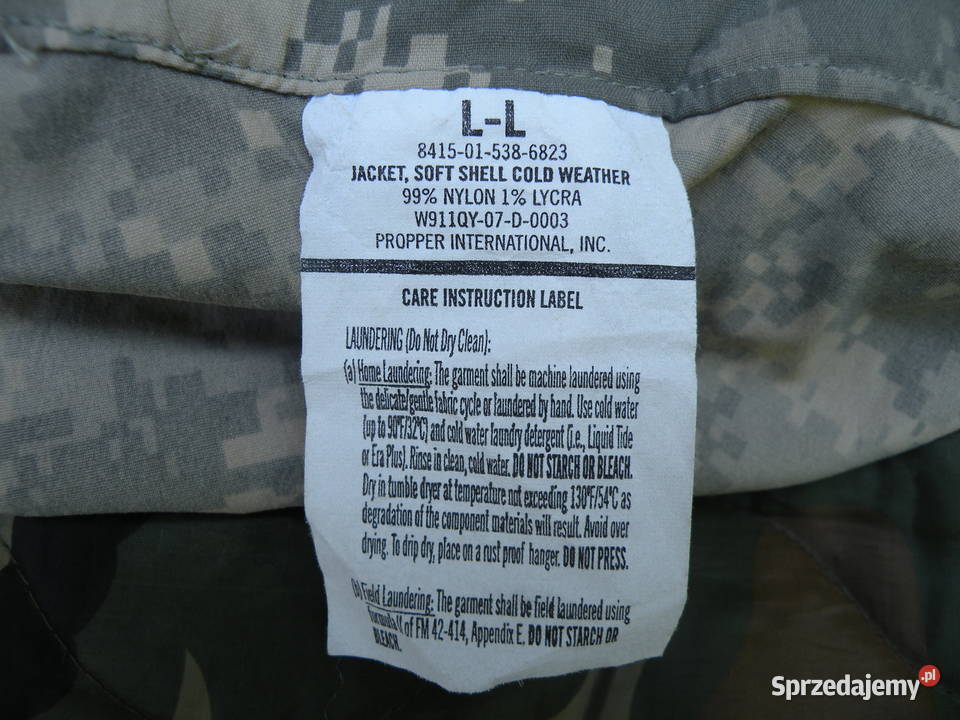 L-L
8415-01-538-6823
JACKET, SOFT SHELL COLD WEATHER
99% NYLON 1% LYCRA
W911QY-07-D-0003
PROPPER INTERNATIONAL, INC.
CARE INSTRUCTION LABEL
LAUNDERING (Do Not Dry Clean):
(a) Home Laundering: The garment shall be machine laundered using
the delicate/gentle fabric cycle or laundered by hand. Use cold water
(up to 90°F/32°C) and cold water laundry detergent (i.e., Liquid Tide
or Era Plus). Rinse in clean, cold water. DO NOT STARCH OR BLEACH.
Dry in tumble dryer at temperature not exceeding 130°F/54°C as
degradation of the component materials will result. Avoid over
drying. To drip dry, place on a rust proof hanger. DO NOT PRESS.
(b) Field Laundering: The garment shall be field laundered using
formula of FM 42-414, Appendix E. DO NOT STARCH OR
BLEACH.
Sprzedajemy.pl